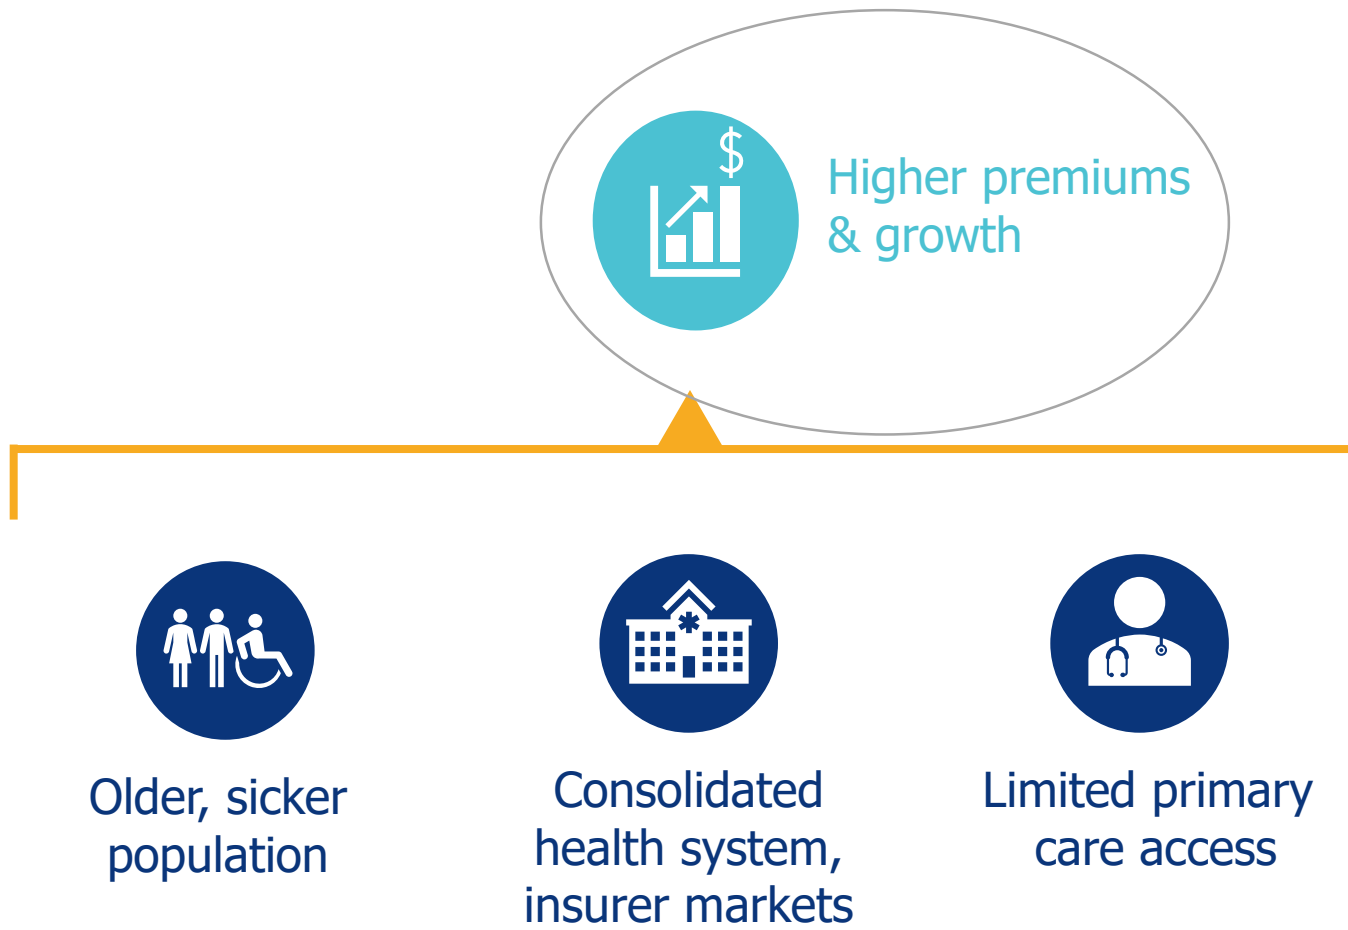 $
Higher premiums
& growth
Older, sicker
population
Consolidated
health system,
insurer markets
Limited primary
care access